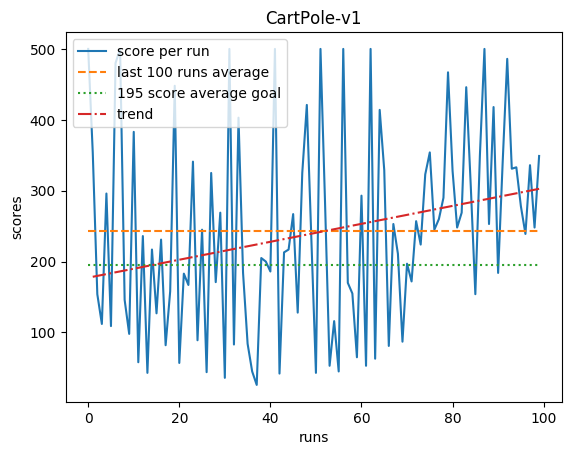 CartPole-v1
score per run
last 100 runs average
195 score average goal
trend
scores
500
400
300
200
100
0
20
40
60
80
100
runs